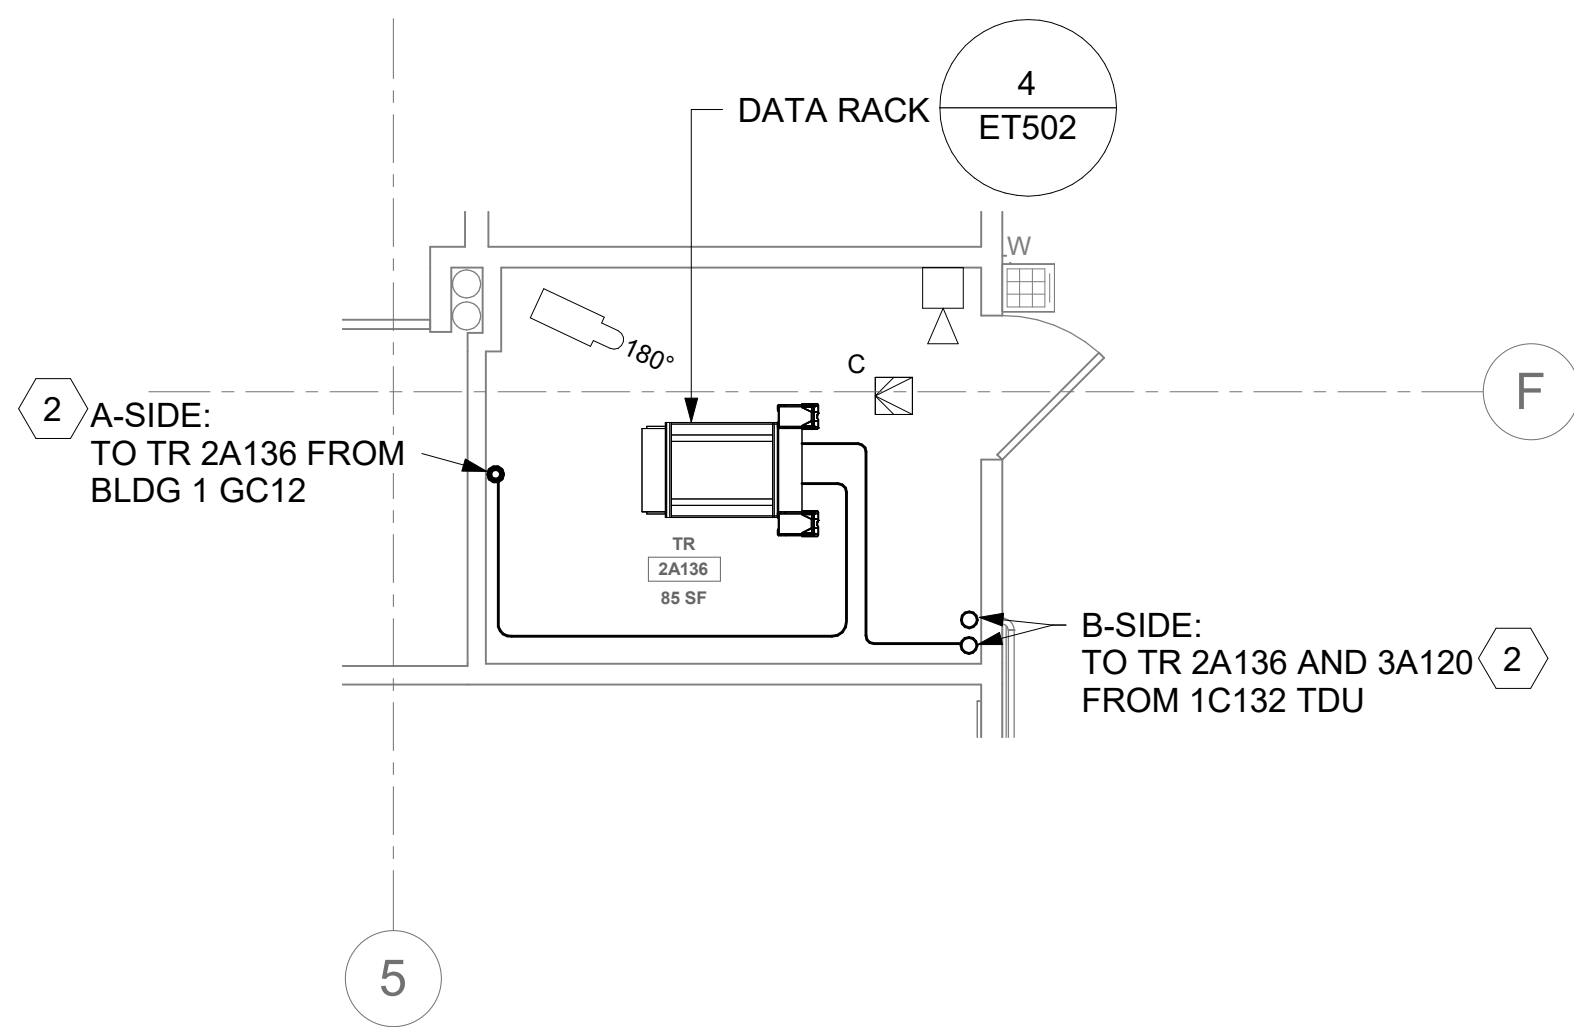 4
DATA RACK
ET502
LW
180°
C
F
2
A-SIDE:
TO TR 2A136 FROM
BLDG 1 GC12
TR
2A136
85 SF
B-SIDE:
TO TR 2A136 AND 3A120
FROM 1C132 TDU
2
5